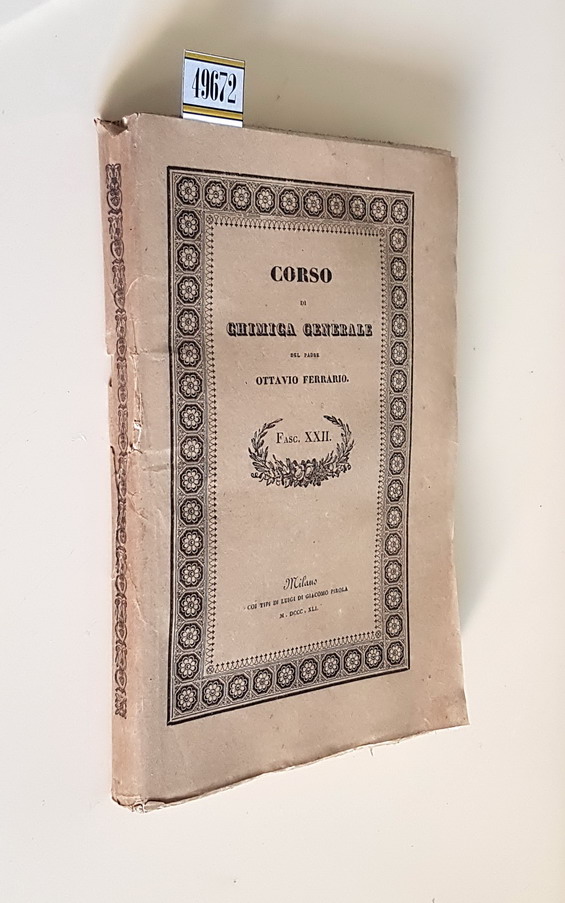 49672
CORSO
DI
CHIMICA GENERALE
DEL PADRE
OTTAVIO FERRARIO.
FASC. XXII.
Milano
COI TIPI DI LUIGI DI GIACOMO PIROLA
M . DCCC . XLI.